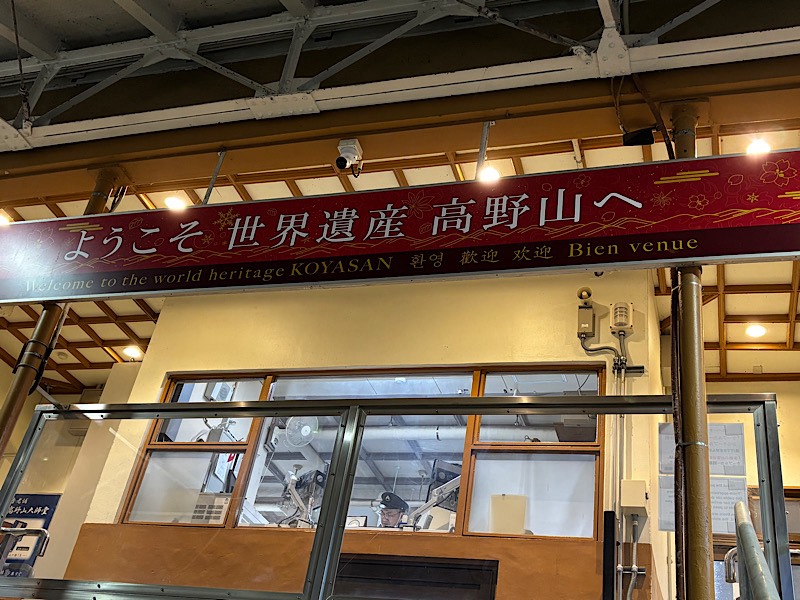 ようこそ 世界遺産 高野山へ
Welcome to the world heritage KOYASAN 환영 歡迎 欢迎 Bien venue